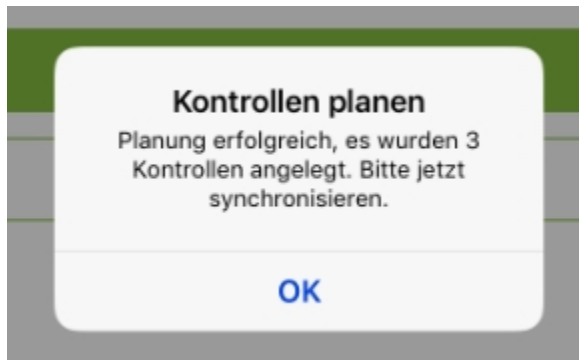 Kontrollen planen
Planung erfolgreich, es wurden 3
Kontrollen angelegt. Bitte jetzt
synchronisieren.
OK